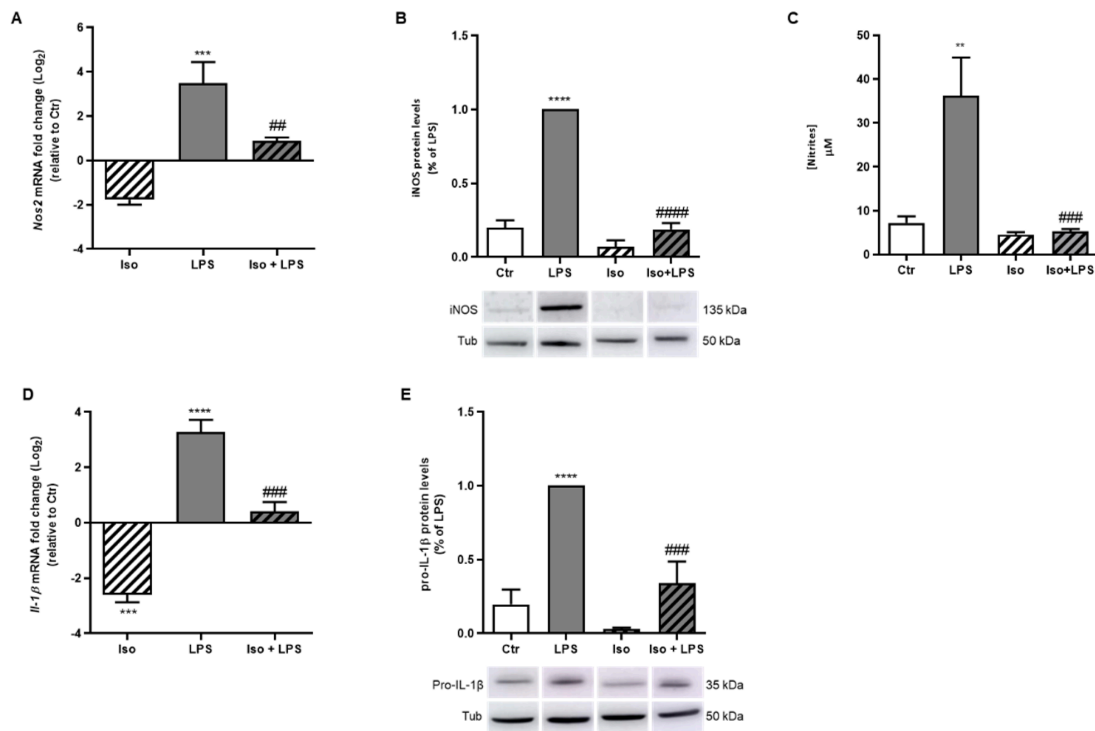 A
Nos2 mRNA fold change (Log2)
(relative to Ctr)
6
4
2
0
-2
-4
***
##
Iso LPS Iso + LPS
B
iNOS protein levels
(% of LPS)
1.5
1.0
0.5
0.0
****
####
Ctr LPS Iso Iso+LPS
iNOS 135 kDa
Tub 50 kDa
C
[Nitrites]
µM
50
40
30
20
10
0
**
###
Ctr LPS Iso Iso+LPS
D
Il-1β mRNA fold change (Log2)
(relative to Ctr)
4
2
0
-2
-4
****
###
***
Iso LPS Iso + LPS
E
pro-IL-1β protein levels
(% of LPS)
1.5
1.0
0.5
0.0
****
###
Ctr LPS Iso Iso + LPS
Pro-IL-1β 35 kDa
Tub 50 kDa